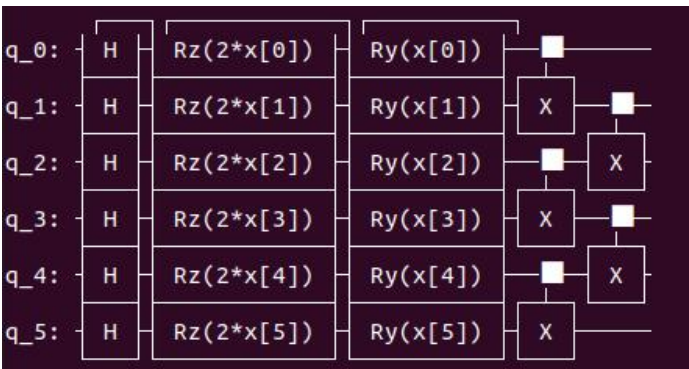 q_0: H Rz(2*x[0]) Ry(x[0])
q_1: H Rz(2*x[1]) Ry(x[1]) X
q_2: H Rz(2*x[2]) Ry(x[2]) X
q_3: H Rz(2*x[3]) Ry(x[3]) X
q_4: H Rz(2*x[4]) Ry(x[4]) X
q_5: H Rz(2*x[5]) Ry(x[5]) X